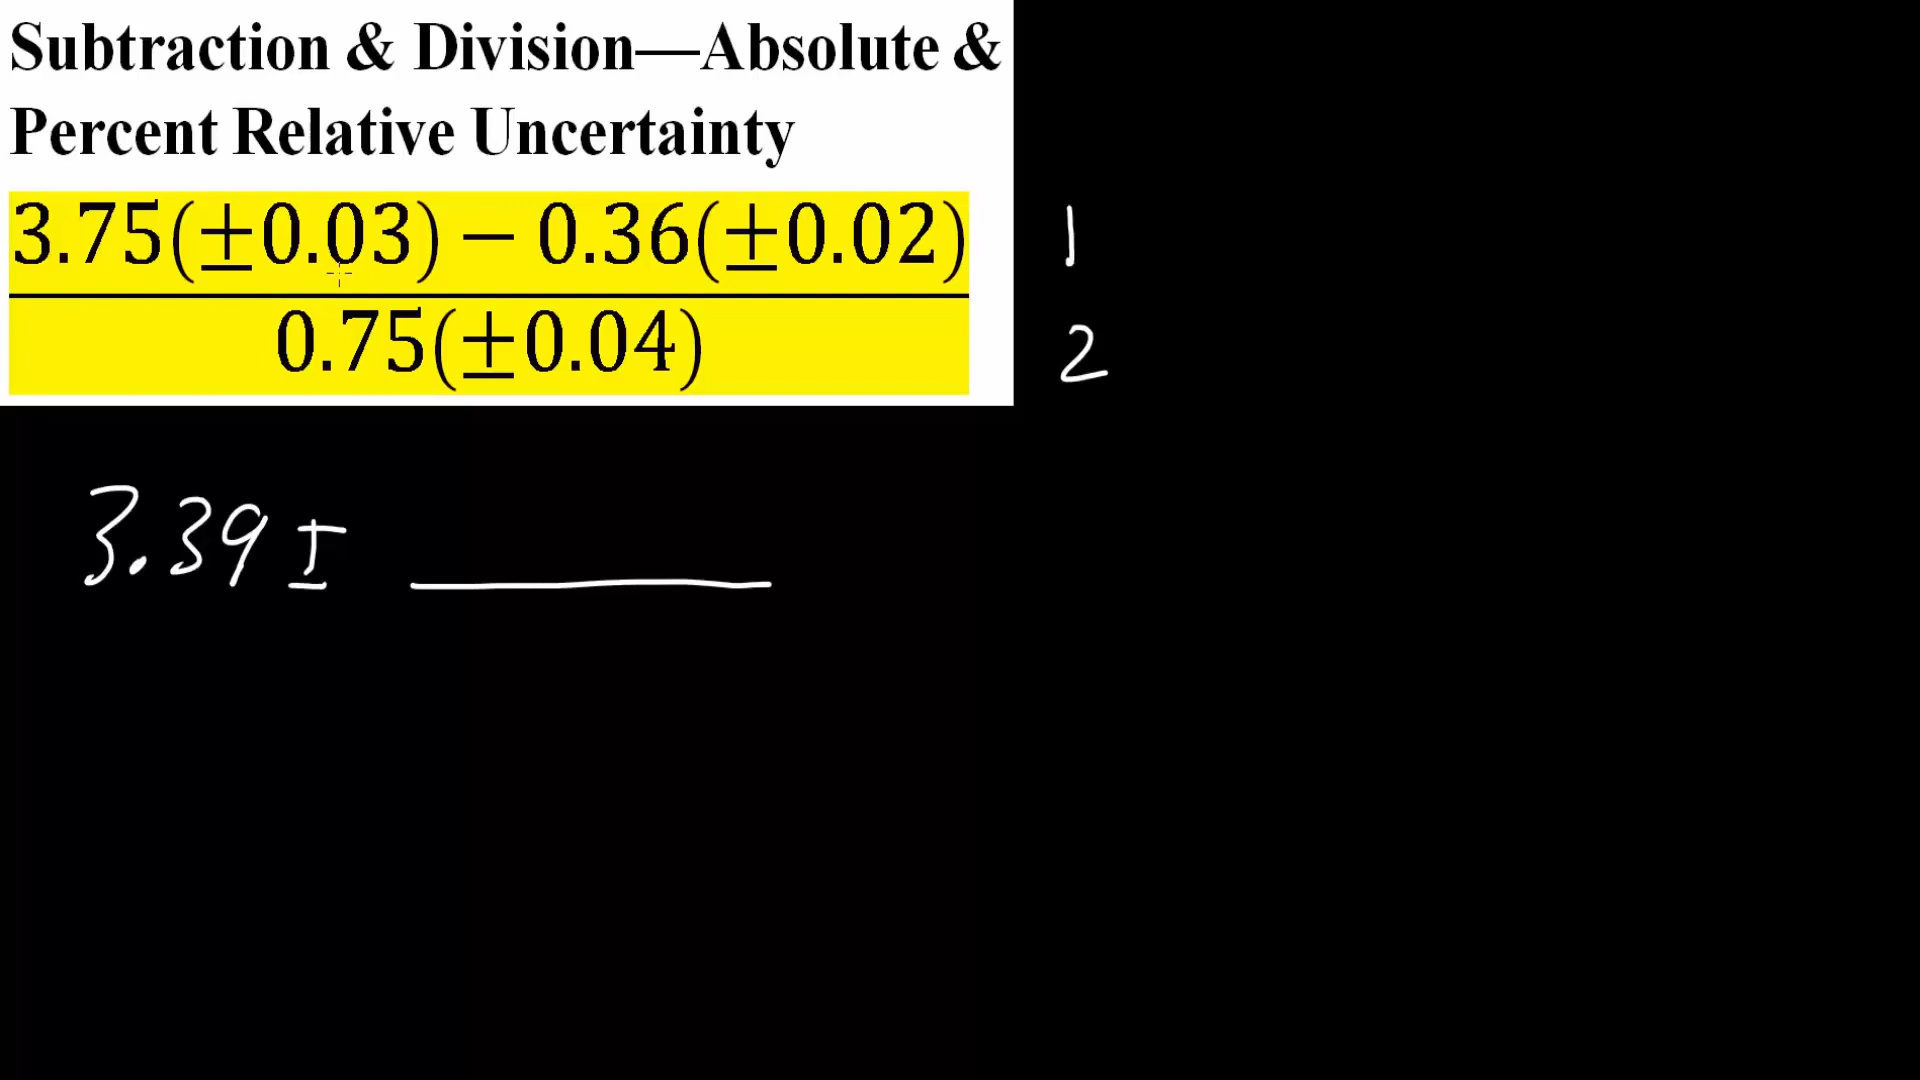 Subtraction & Division—Absolute &
Percent Relative Uncertainty
3.75(±0.03) − 0.36(±0.02)
0.75(±0.04)
1
2
3.39 ±